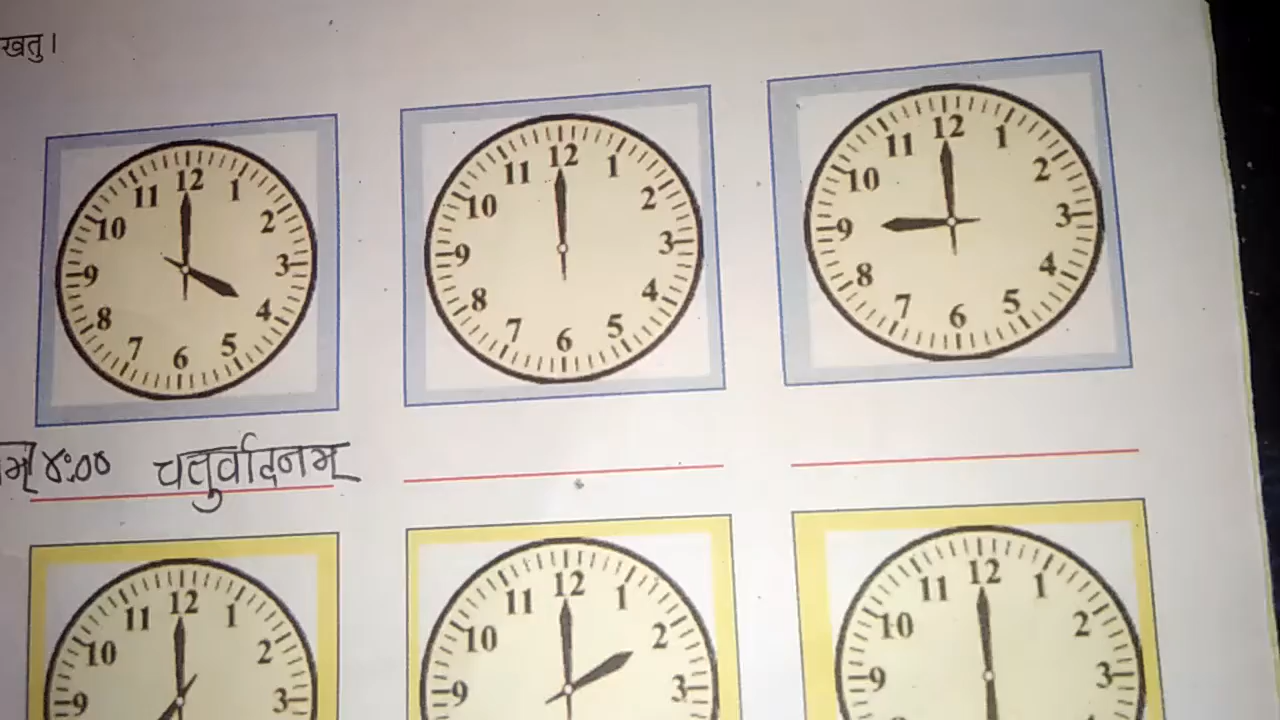 खतु।
12 12 12
11 1 11 1 11 1
10 2 10 2 10 2
9 3 9 3 9 3
8 4 8 4 8 4
7 5 7 5 7 5
6 6 6
४:०० चतुर्वादनम्
12 12 12
11 1 11 1 11 1
10 2 10 2 10 2
9 3 9 3 9 3